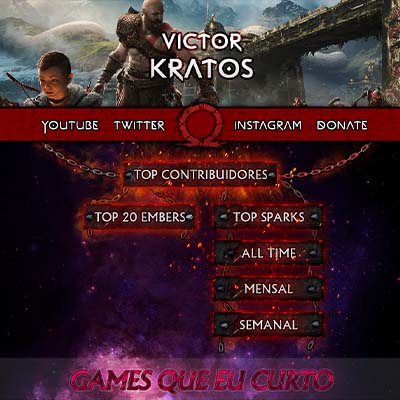 VICTOR
KRATOS
YOUTUBE TWITTER INSTAGRAM DONATE
TOP CONTRIBUIDORES
TOP 20 EMBERS TOP SPARKS
ALL TIME
MENSAL
SEMANAL
GAMES QUE EU CURTO